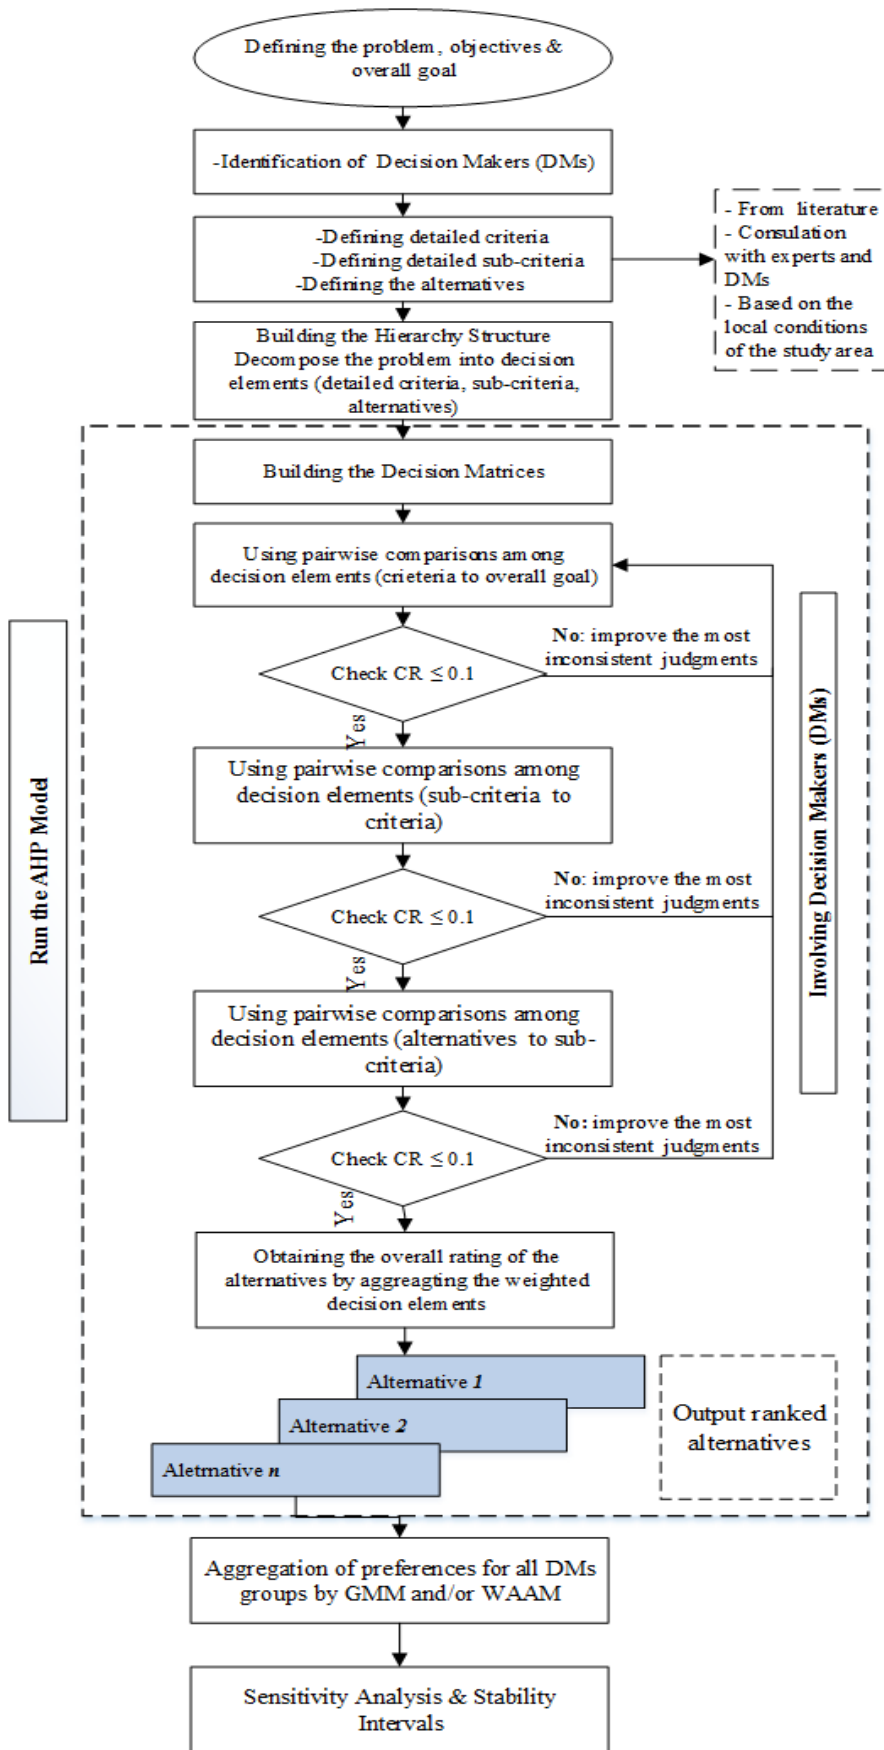 Defining the problem, objectives &
overall goal
-Identification of Decision Makers (DMs)
-Defining detailed criteria
-Defining detailed sub-criteria
-Defining the alternatives
- From literature
- Consulation
with experts and
DMs
- Based on the
local conditions
of the study area
Building the Hierarchy Structure
Decompose the problem into decision
elements (detailed criteria, sub-criteria,
alternatives)
Building the Decision Matrices
Using pairwise comparisons among
decision elements (crieteria to overall goal)
Check CR ≤ 0.1
No: improve the most
inconsistent judgments
Yes
Using pairwise comparisons among
decision elements (sub-criteria to
criteria)
Check CR ≤ 0.1
No: improve the most
inconsistent judgments
Yes
Using pairwise comparisons among
decision elements (alternatives to sub-
criteria)
Check CR ≤ 0.1
No: improve the most
inconsistent judgments
Yes
Run the AHP Model
Involving Decision Makers (DMs)
Obtaining the overall rating of the
alternatives by aggreagting the weighted
decision elements
Alternative 1
Alternative 2
Aletrnative n
Output ranked
alternatives
Aggregation of preferences for all DMs
groups by GMM and/or WAAM
Sensitivity Analysis & Stability
Intervals